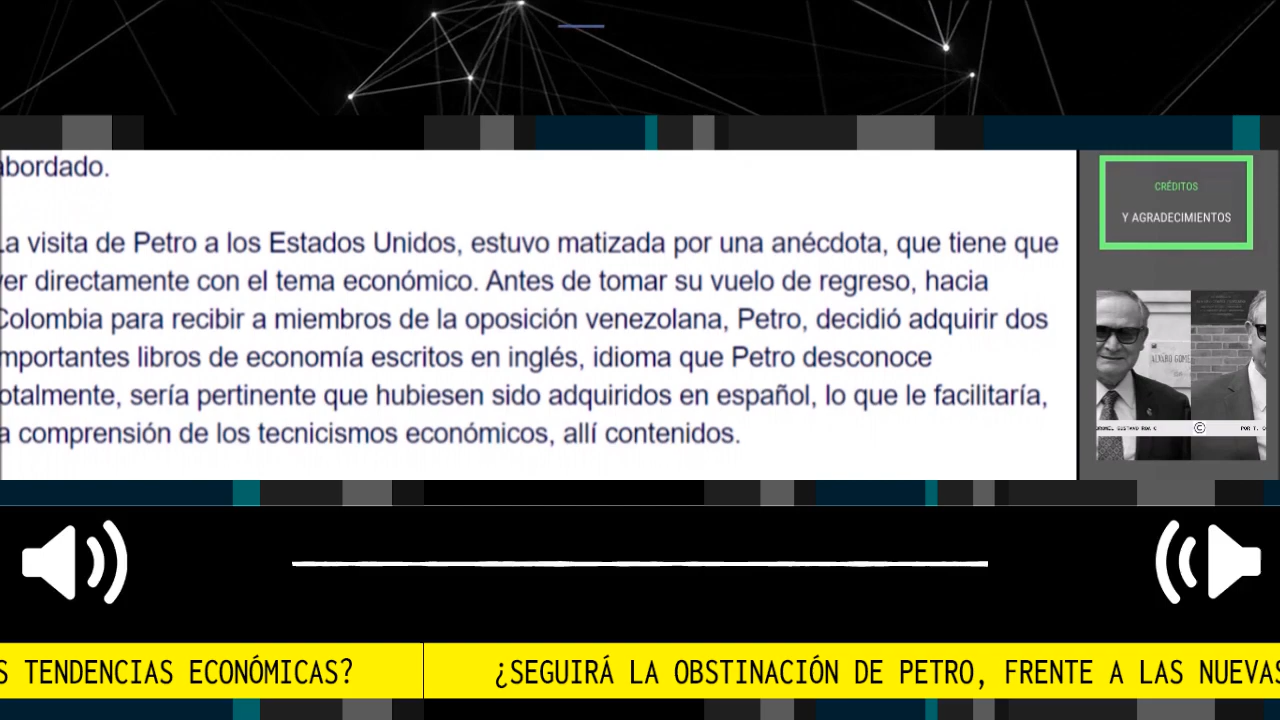 abordado.
La visita de Petro a los Estados Unidos, estuvo matizada por una anécdota, que tiene que
ver directamente con el tema económico. Antes de tomar su vuelo de regreso, hacia
Colombia para recibir a miembros de la oposición venezolana, Petro, decidió adquirir dos
importantes libros de economía escritos en inglés, idioma que Petro desconoce
totalmente, sería pertinente que hubiesen sido adquiridos en español, lo que le facilitaría,
la comprensión de los tecnicismos económicos, allí contenidos.
CRÉDITOS
Y AGRADECIMIENTOS
ALVARO GOME
©
POR
S TENDENCIAS ECONÓMICAS?
¿SEGUIRÁ LA OBSTINACIÓN DE PETRO, FRENTE A LAS NUEVAS